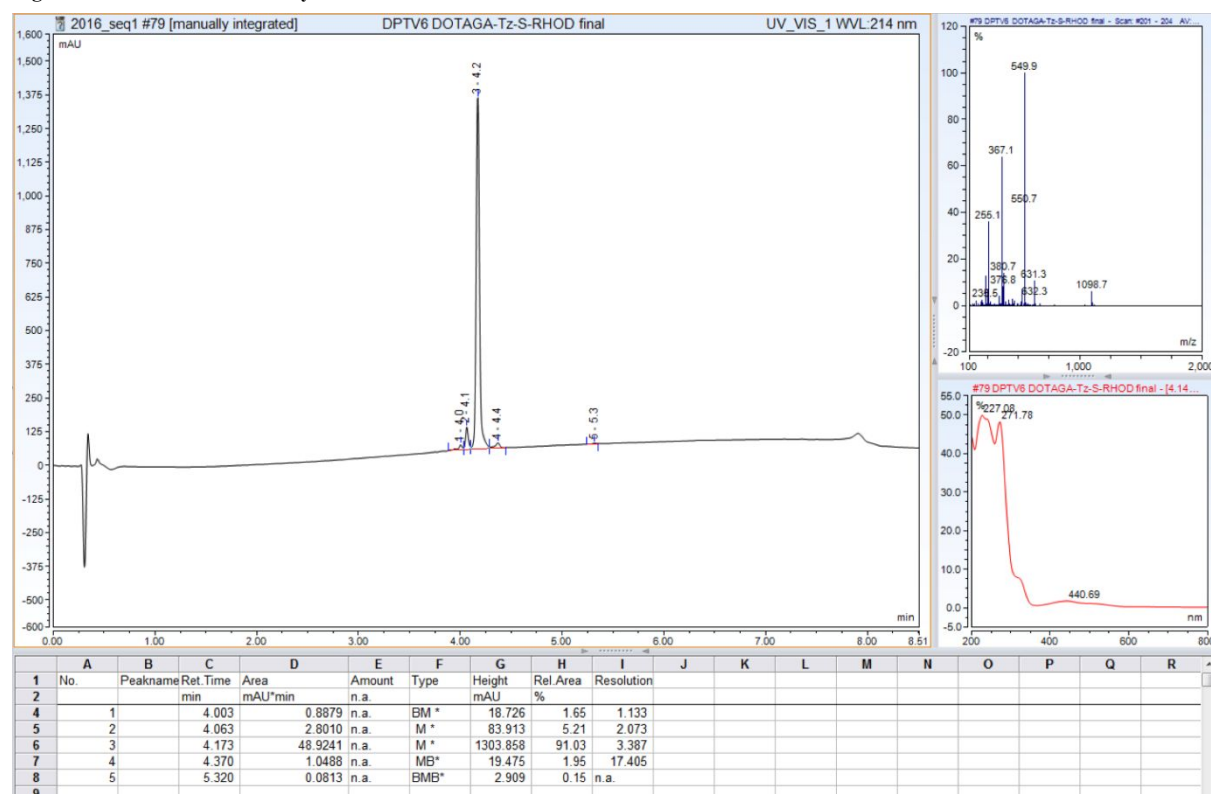 2016_seq1 #79 [manually integrated] DPTV6 DOTAGA-Tz-S-RHOD final UV_VIS_1 WVL:214 nm
mAU
1,600
1,500
1,375
1,250
1,125
1,000
875
750
625
500
375
250
125
0
-125
-250
-375
-500
-600
1 - 4.0
2 - 4.1
3 - 4.2
4 - 4.4
5 - 5.3
min
0.00 1.00 2.00 3.00 4.00 5.00 6.00 7.00 8.00 8.51
#79 DPTV6 DOTAGA-Tz-S-RHOD final - Scan: #201 - 204 AV:...
%
120
100
80
60
40
20
0
-20
549.9
367.1
550.7
255.1
380.7
376.8
631.3
632.3
1098.7
m/z
100 1,000 2,000
#79 DPTV6 DOTAGA-Tz-S-RHOD final - [4.14...
%
55.0
50.0
40.0
30.0
20.0
10.0
0.0
-5.0
227.08
271.78
440.69
nm
200 400 600 800
A B C D E F G H I J K L M N O P Q R
1 No. Peakname Ret.Time Area Amount Type Height Rel.Area Resolution
2 min mAU*min n.a. mAU %
4 1 4.003 0.8879 n.a. BM * 18.726 1.65 1.133
5 2 4.063 2.8010 n.a. M * 83.913 5.21 2.073
6 3 4.173 48.9241 n.a. M * 1303.858 91.03 3.387
7 4 4.370 1.0488 n.a. MB* 19.475 1.95 17.405
8 5 5.320 0.0813 n.a. BMB* 2.909 0.15 n.a.
9